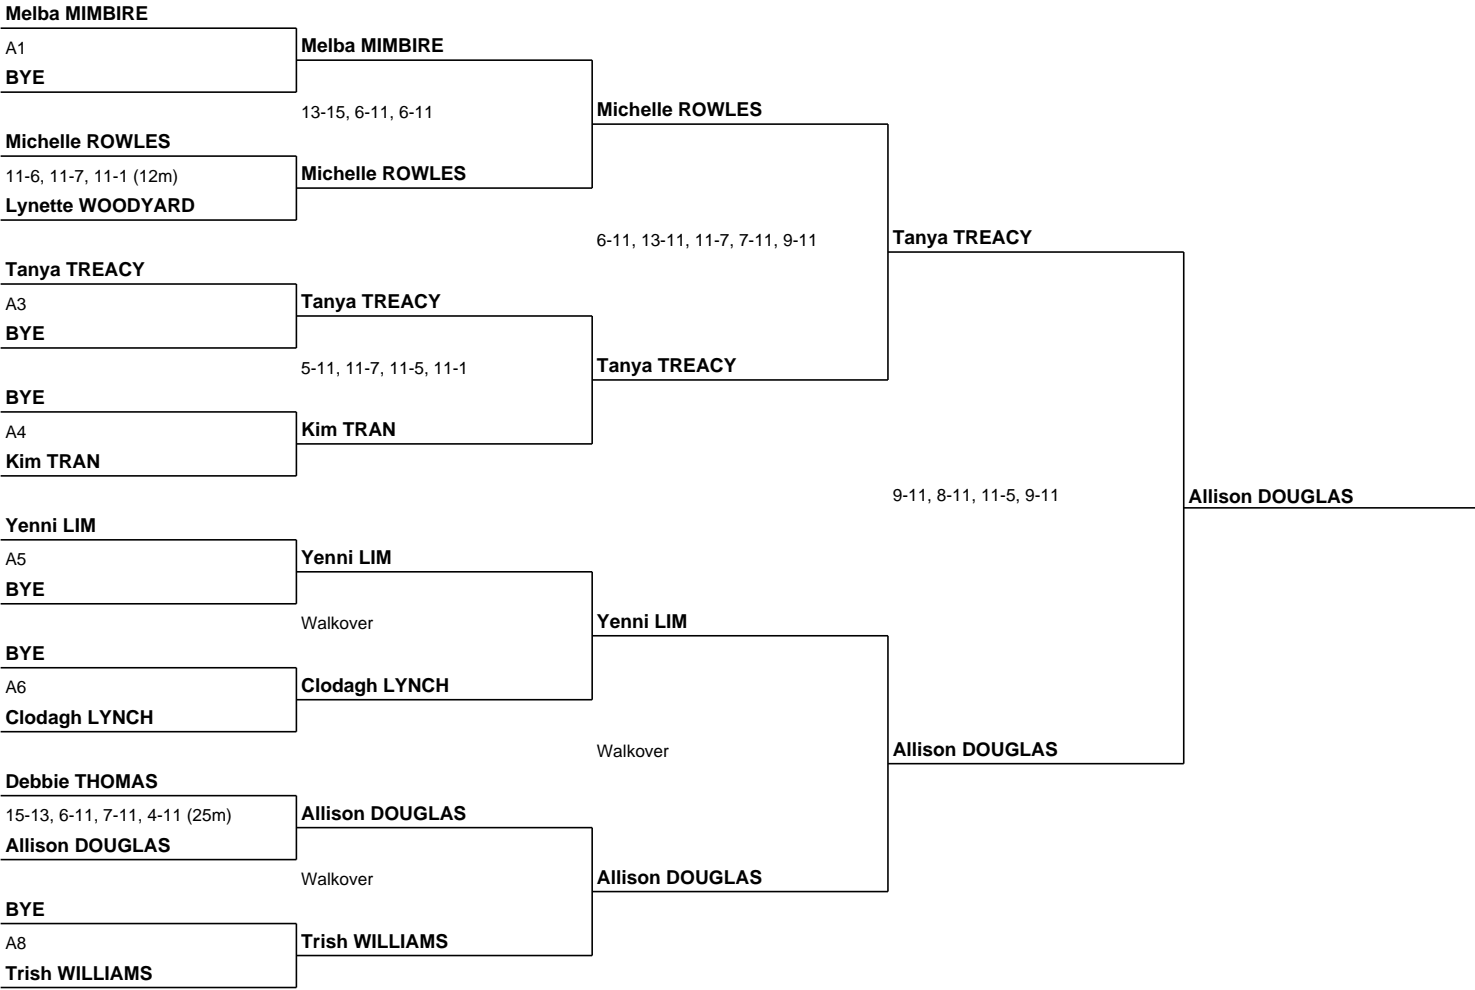 Melba MIMBIRE
A1
BYE
Michelle ROWLES
11-6, 11-7, 11-1 (12m)
Lynette WOODYARD
Tanya TREACY
A3
BYE
BYE
A4
Kim TRAN
Yenni LIM
A5
BYE
BYE
A6
Clodagh LYNCH
Debbie THOMAS
15-13, 6-11, 7-11, 4-11 (25m)
Allison DOUGLAS
BYE
A8
Trish WILLIAMS
Melba MIMBIRE
13-15, 6-11, 6-11
Michelle ROWLES
Tanya TREACY
5-11, 11-7, 11-5, 11-1
Kim TRAN
Yenni LIM
Walkover
Clodagh LYNCH
Allison DOUGLAS
Walkover
Trish WILLIAMS
Michelle ROWLES
6-11, 13-11, 11-7, 7-11, 9-11
Tanya TREACY
Yenni LIM
Walkover
Allison DOUGLAS
Tanya TREACY
9-11, 8-11, 11-5, 9-11
Allison DOUGLAS
Allison DOUGLAS